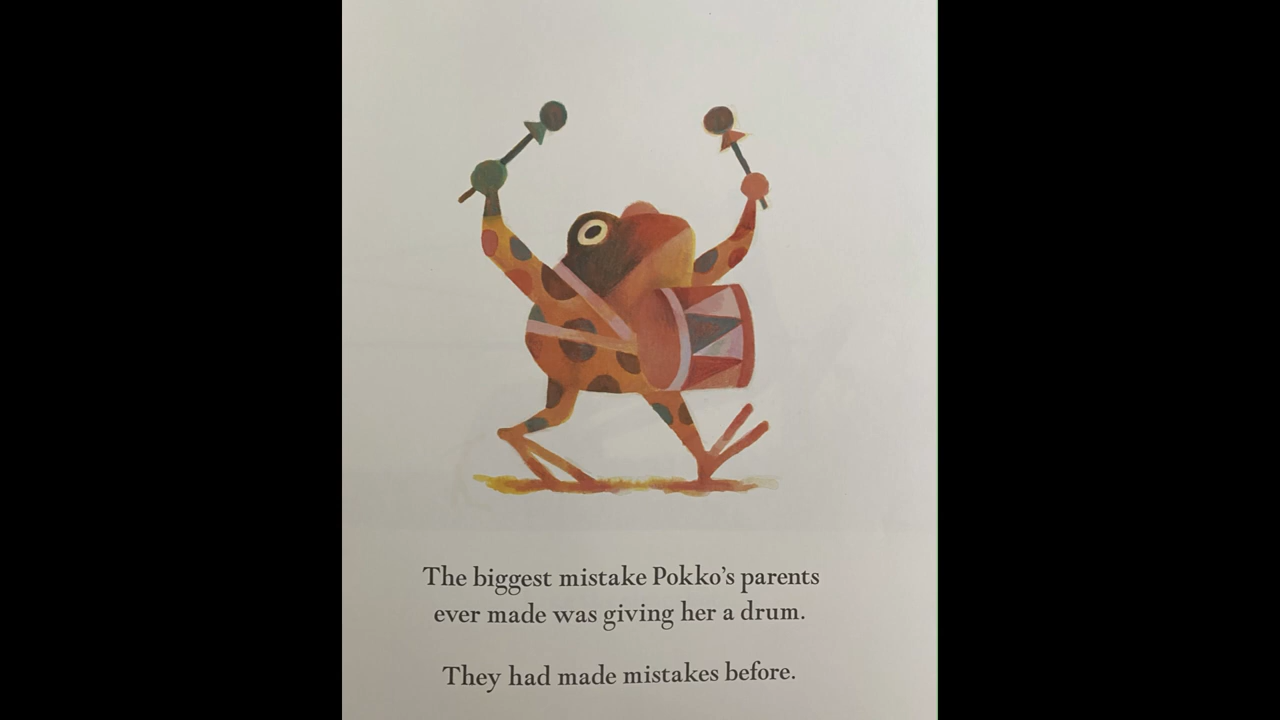 The biggest mistake Pokko’s parents
ever made was giving her a drum.
They had made mistakes before.